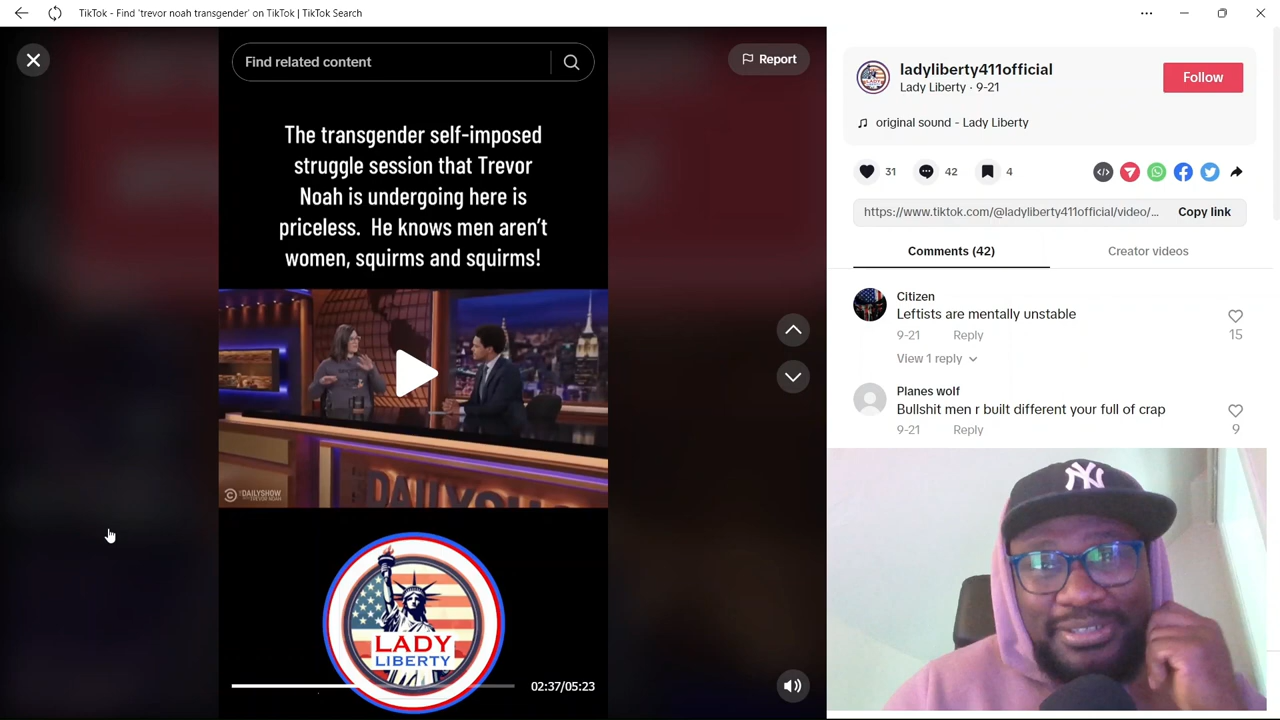 TikTok - Find 'trevor noah transgender' on TikTok | TikTok Search
Find related content
Report
The transgender self-imposed
struggle session that Trevor
Noah is undergoing here is
priceless. He knows men aren't
women, squirms and squirms!
THE DAILY SHOW
LADY
LIBERTY
02:37/05:23
ladyliberty411official
Lady Liberty · 9-21
Follow
original sound - Lady Liberty
31
42
4
https://www.tiktok.com/@ladyliberty411official/video/...
Copy link
Comments (42)
Creator videos
Citizen
Leftists are mentally unstable
9-21
Reply
15
View 1 reply
Planes wolf
Bullshit men r built different your full of crap
9-21
Reply
9
NY